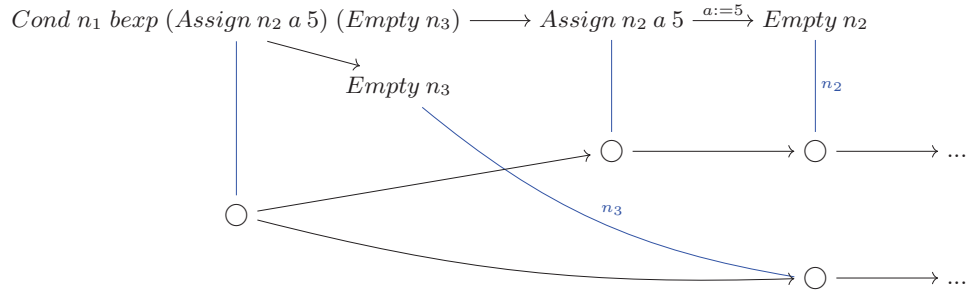 Cond n₁ bexp (Assign n₂ a 5) (Empty n₃) Assign n₂ a 5 a:=5 Empty n₂
Empty n₃
n₂
...
n₃
...